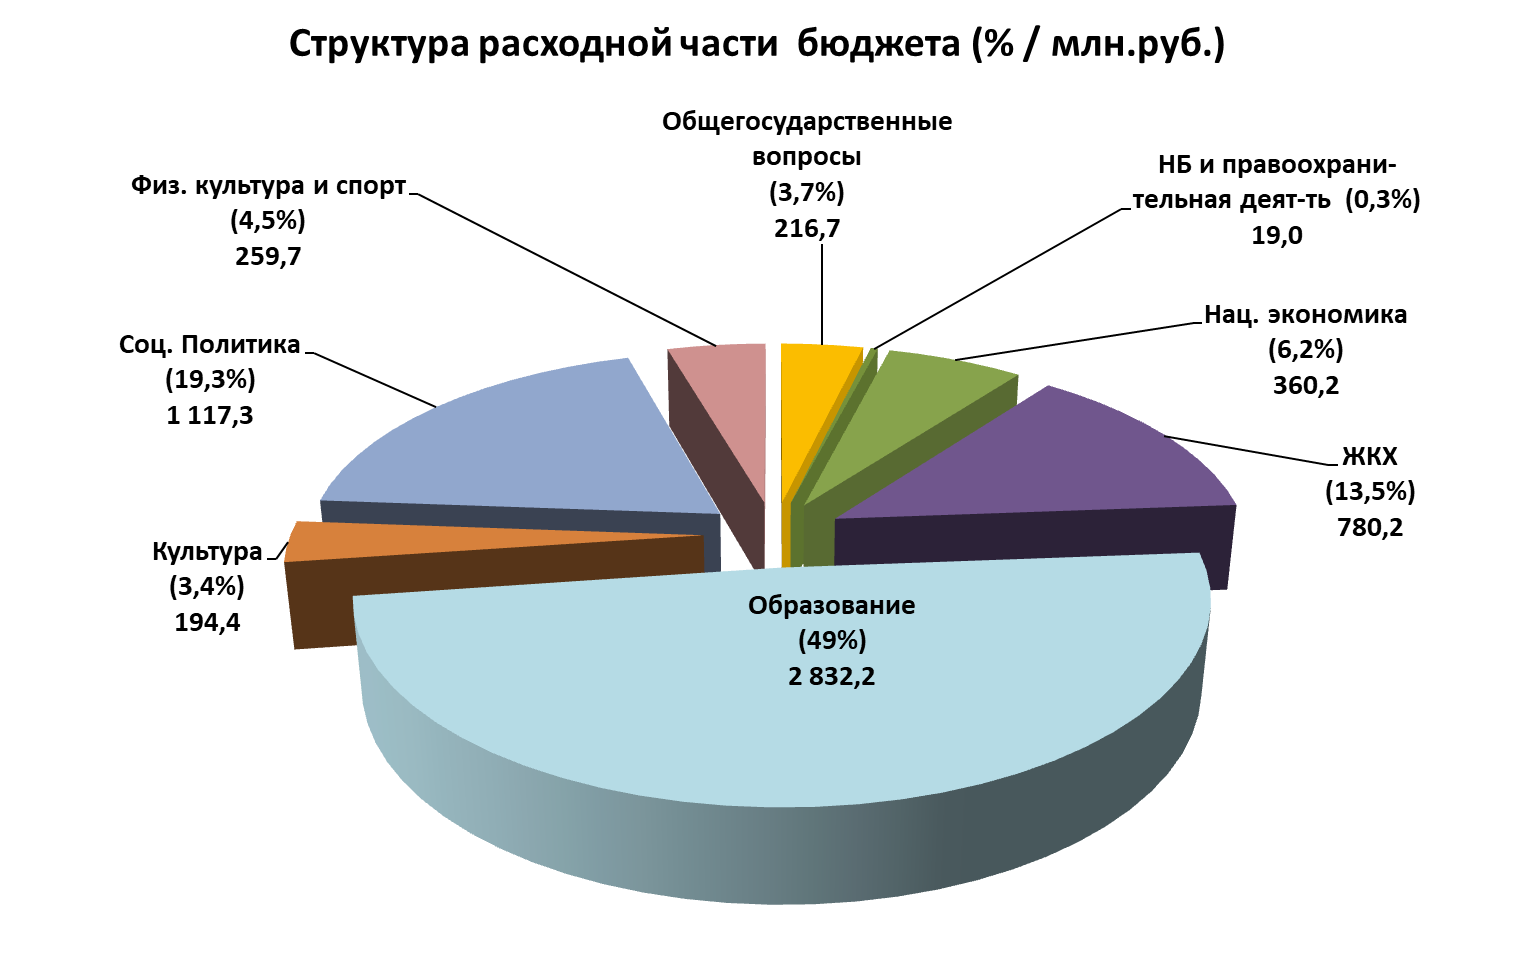 Структура расходной части бюджета (% / млн.руб.)
Общегосударственные
вопросы
(3,7%)
216,7
НБ и правоохрани-
тельная деят-ть (0,3%)
19,0
Нац. экономика
(6,2%)
360,2
ЖКХ
(13,5%)
780,2
Образование
(49%)
2 832,2
Культура
(3,4%)
194,4
Соц. Политика
(19,3%)
1 117,3
Физ. культура и спорт
(4,5%)
259,7